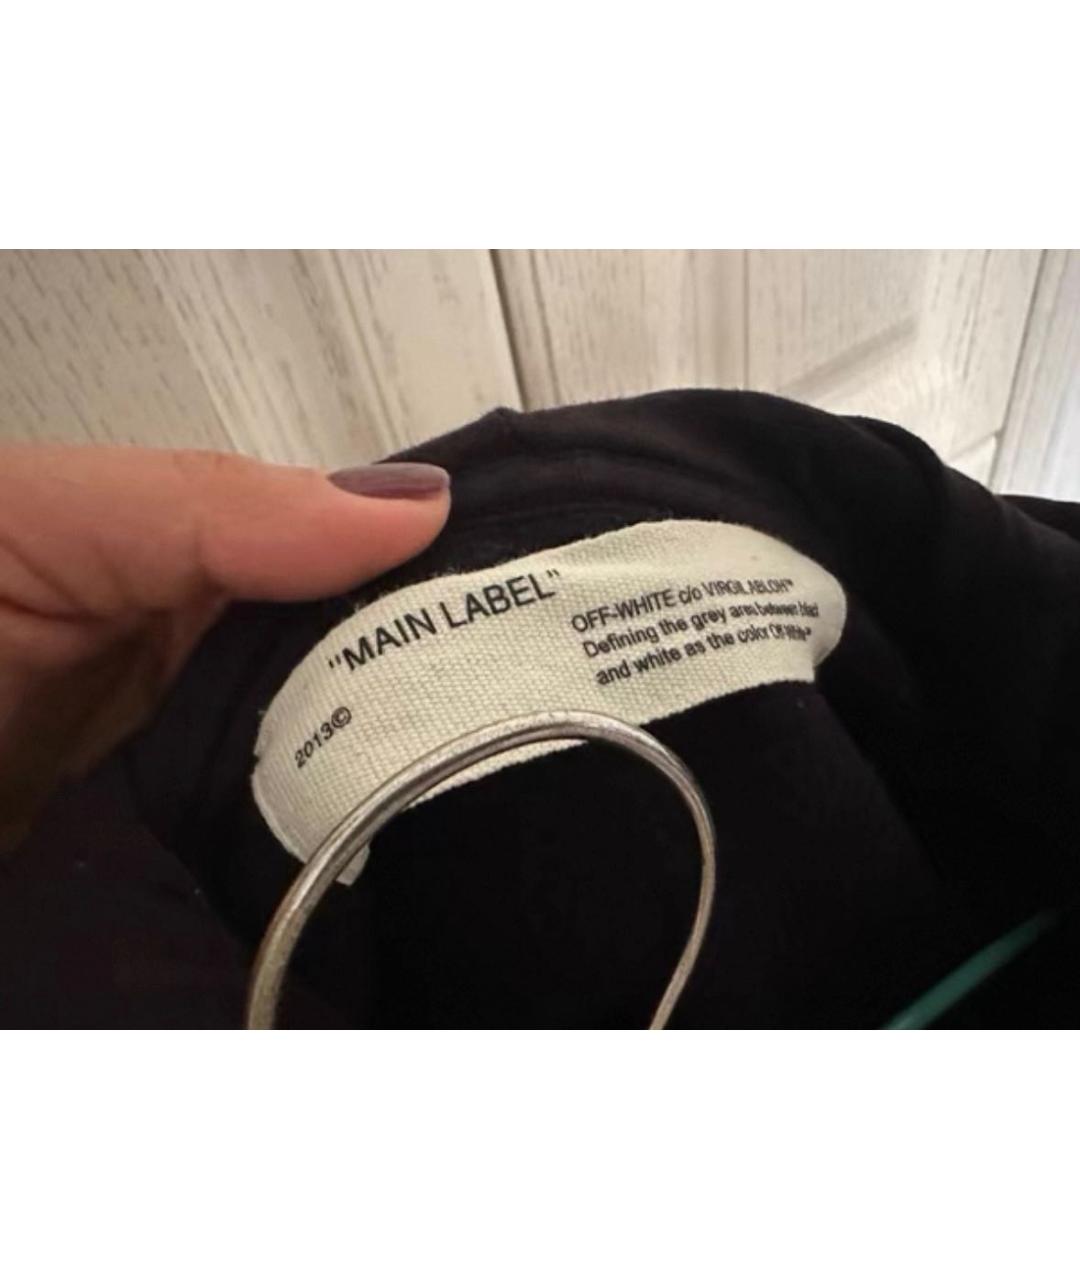 "MAIN LABEL"
2013©
OFF-WHITE c/o VIRGIL ABLOH™
Defining the grey area between black
and white as the color Off-White™